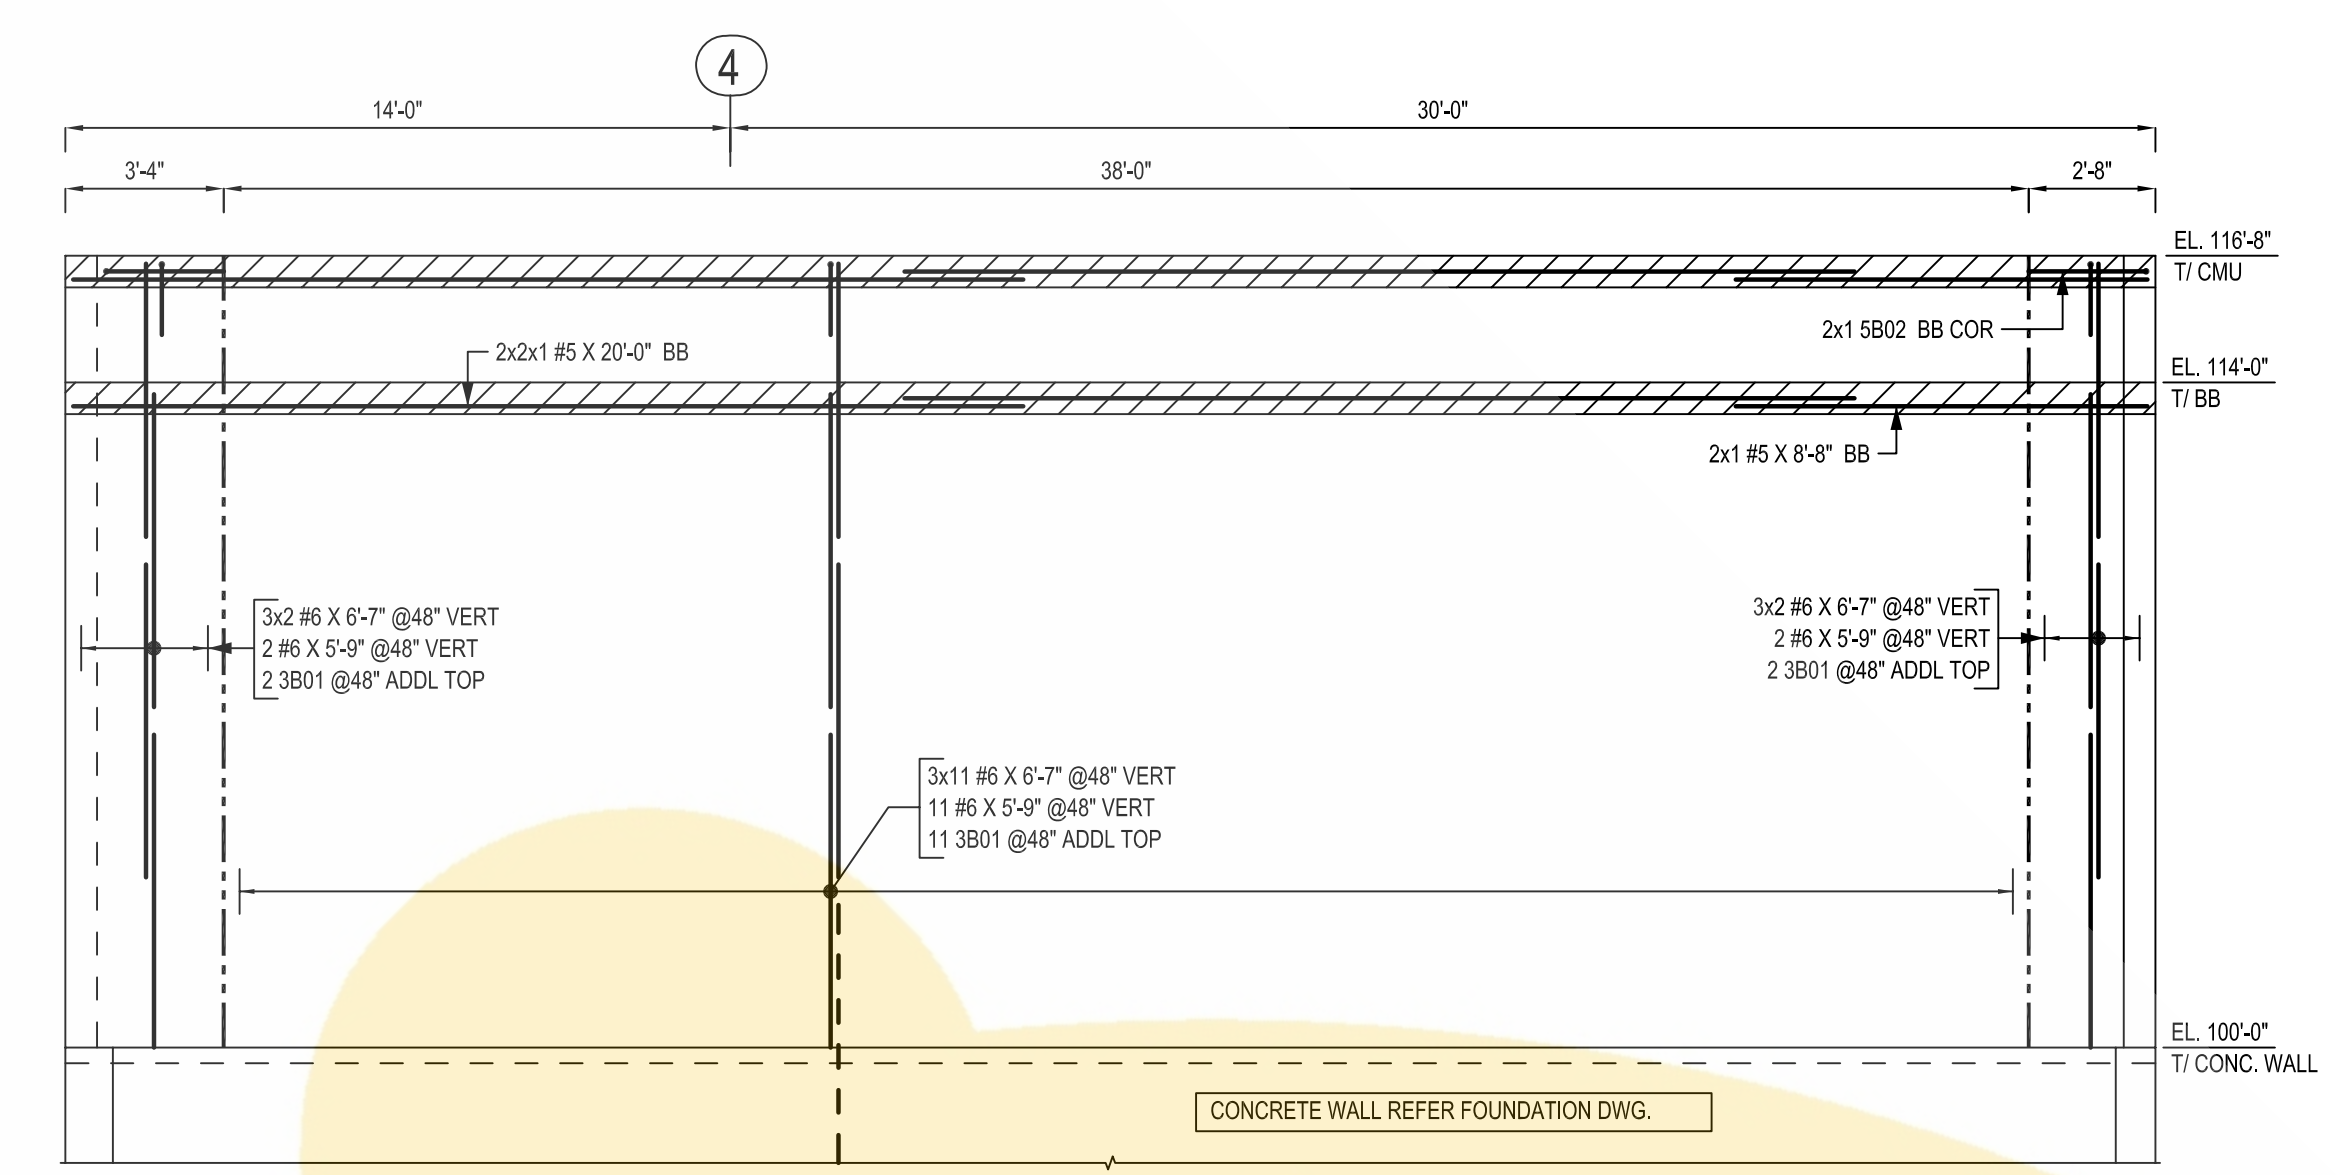 4
14'-0"
30'-0"
3'-4"
38'-0"
2'-8"
EL. 116'-8"
T/ CMU
2x1 5B02 BB COR
2x2x1 #5 X 20'-0" BB
EL. 114'-0"
T/ BB
2x1 #5 X 8'-8" BB
3x2 #6 X 6'-7" @48" VERT
2 #6 X 5'-9" @48" VERT
2 3B01 @48" ADDL TOP
3x2 #6 X 6'-7" @48" VERT
2 #6 X 5'-9" @48" VERT
2 3B01 @48" ADDL TOP
3x11 #6 X 6'-7" @48" VERT
11 #6 X 5'-9" @48" VERT
11 3B01 @48" ADDL TOP
EL. 100'-0"
T/ CONC. WALL
CONCRETE WALL REFER FOUNDATION DWG.